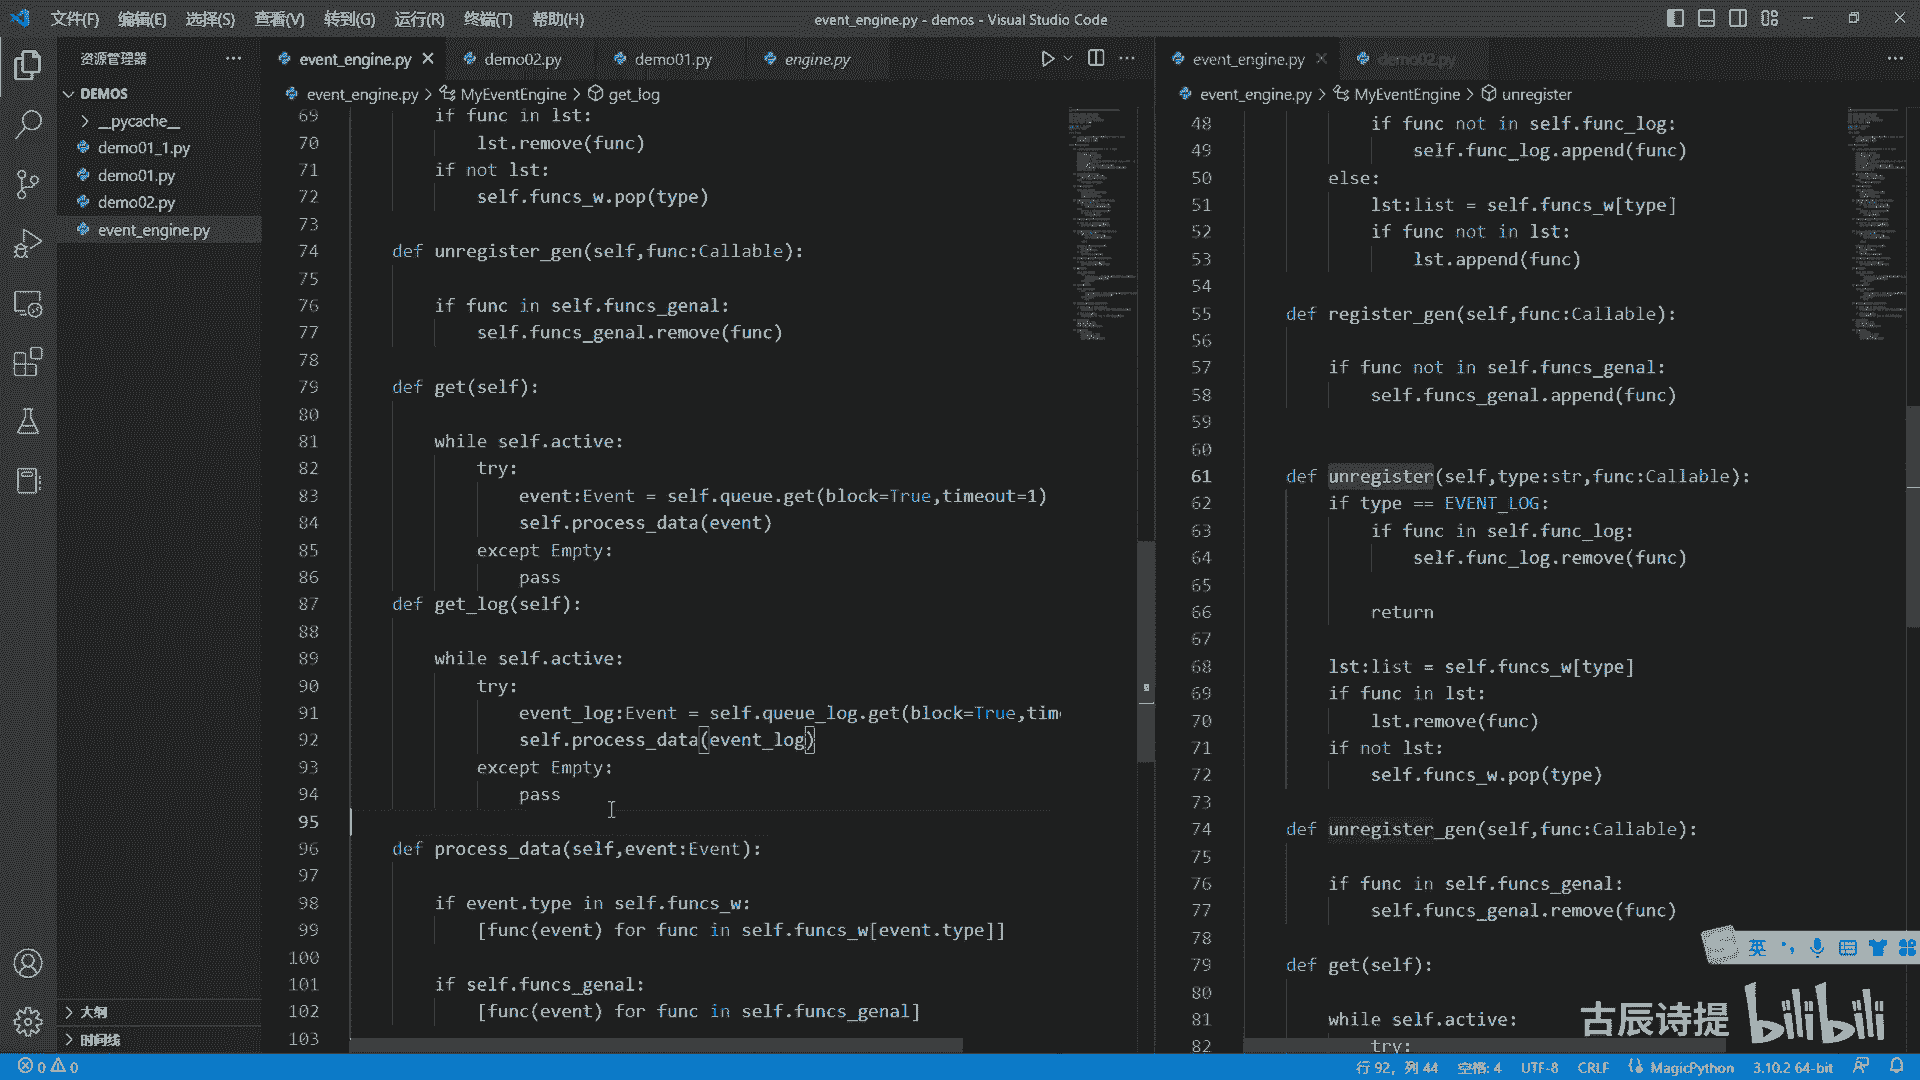 文件(F) 编辑(E) 选择(S) 查看(V) 转到(G) 运行(R) 终端(T) 帮助(H)
event_engine.py - demos - Visual Studio Code
资源管理器
DEMOS
__pycache__
demo01_1.py
demo01.py
demo02.py
event_engine.py
大纲
时间线
event_engine.py demo02.py demo01.py engine.py
event_engine.py > MyEventEngine > get_log
69 if func in lst:
70 lst.remove(func)
71 if not lst:
72 self.funcs_w.pop(type)
73
74 def unregister_gen(self,func:Callable):
75
76 if func in self.funcs_genal:
77 self.funcs_genal.remove(func)
78
79 def get(self):
80
81 while self.active:
82 try:
83 event:Event = self.queue.get(block=True,timeout=1)
84 self.process_data(event)
85 except Empty:
86 pass
87 def get_log(self):
88
89 while self.active:
90 try:
91 event_log:Event = self.queue_log.get(block=True,tim
92 self.process_data(event_log)
93 except Empty:
94 pass
95
96 def process_data(self,event:Event):
97
98 if event.type in self.funcs_w:
99 [func(event) for func in self.funcs_w[event.type]]
100
101 if self.funcs_genal:
102 [func(event) for func in self.funcs_genal]
103
event_engine.py demo02.py
event_engine.py > MyEventEngine > unregister
48 if func not in self.func_log:
49 self.func_log.append(func)
50 else:
51 lst:list = self.funcs_w[type]
52 if func not in lst:
53 lst.append(func)
54
55 def register_gen(self,func:Callable):
56
57 if func not in self.funcs_genal:
58 self.funcs_genal.append(func)
59
60
61 def unregister(self,type:str,func:Callable):
62 if type == EVENT_LOG:
63 if func in self.func_log:
64 self.func_log.remove(func)
65
66 return
67
68 lst:list = self.funcs_w[type]
69 if func in lst:
70 lst.remove(func)
71 if not lst:
72 self.funcs_w.pop(type)
73
74 def unregister_gen(self,func:Callable):
75
76 if func in self.funcs_genal:
77 self.funcs_genal.remove(func)
78
79 def get(self):
80
81 while self.active:
82 try:
英
古辰诗提 bilibili
0 0
行 92，列 44 空格: 4 UTF-8 CRLF MagicPython 3.10.2 64-bit